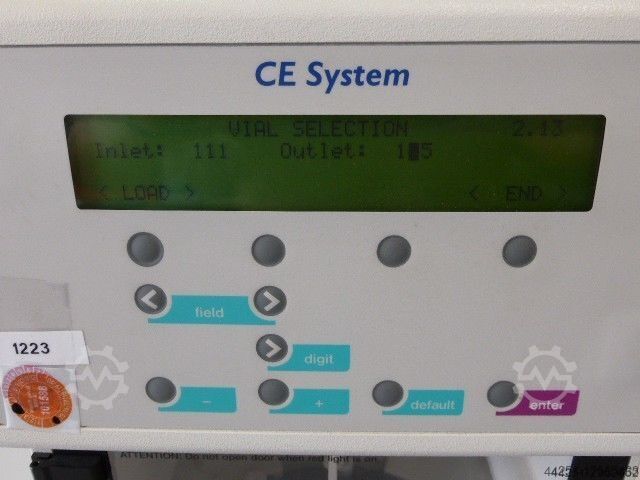 CE System
VIAL SELECTION 2.13
Inlet: 111 Outlet: 1 5
< LOAD > < END >
< field >
> digit
- + default enter
1223
ATTENTION: Do not open door when red light is on.